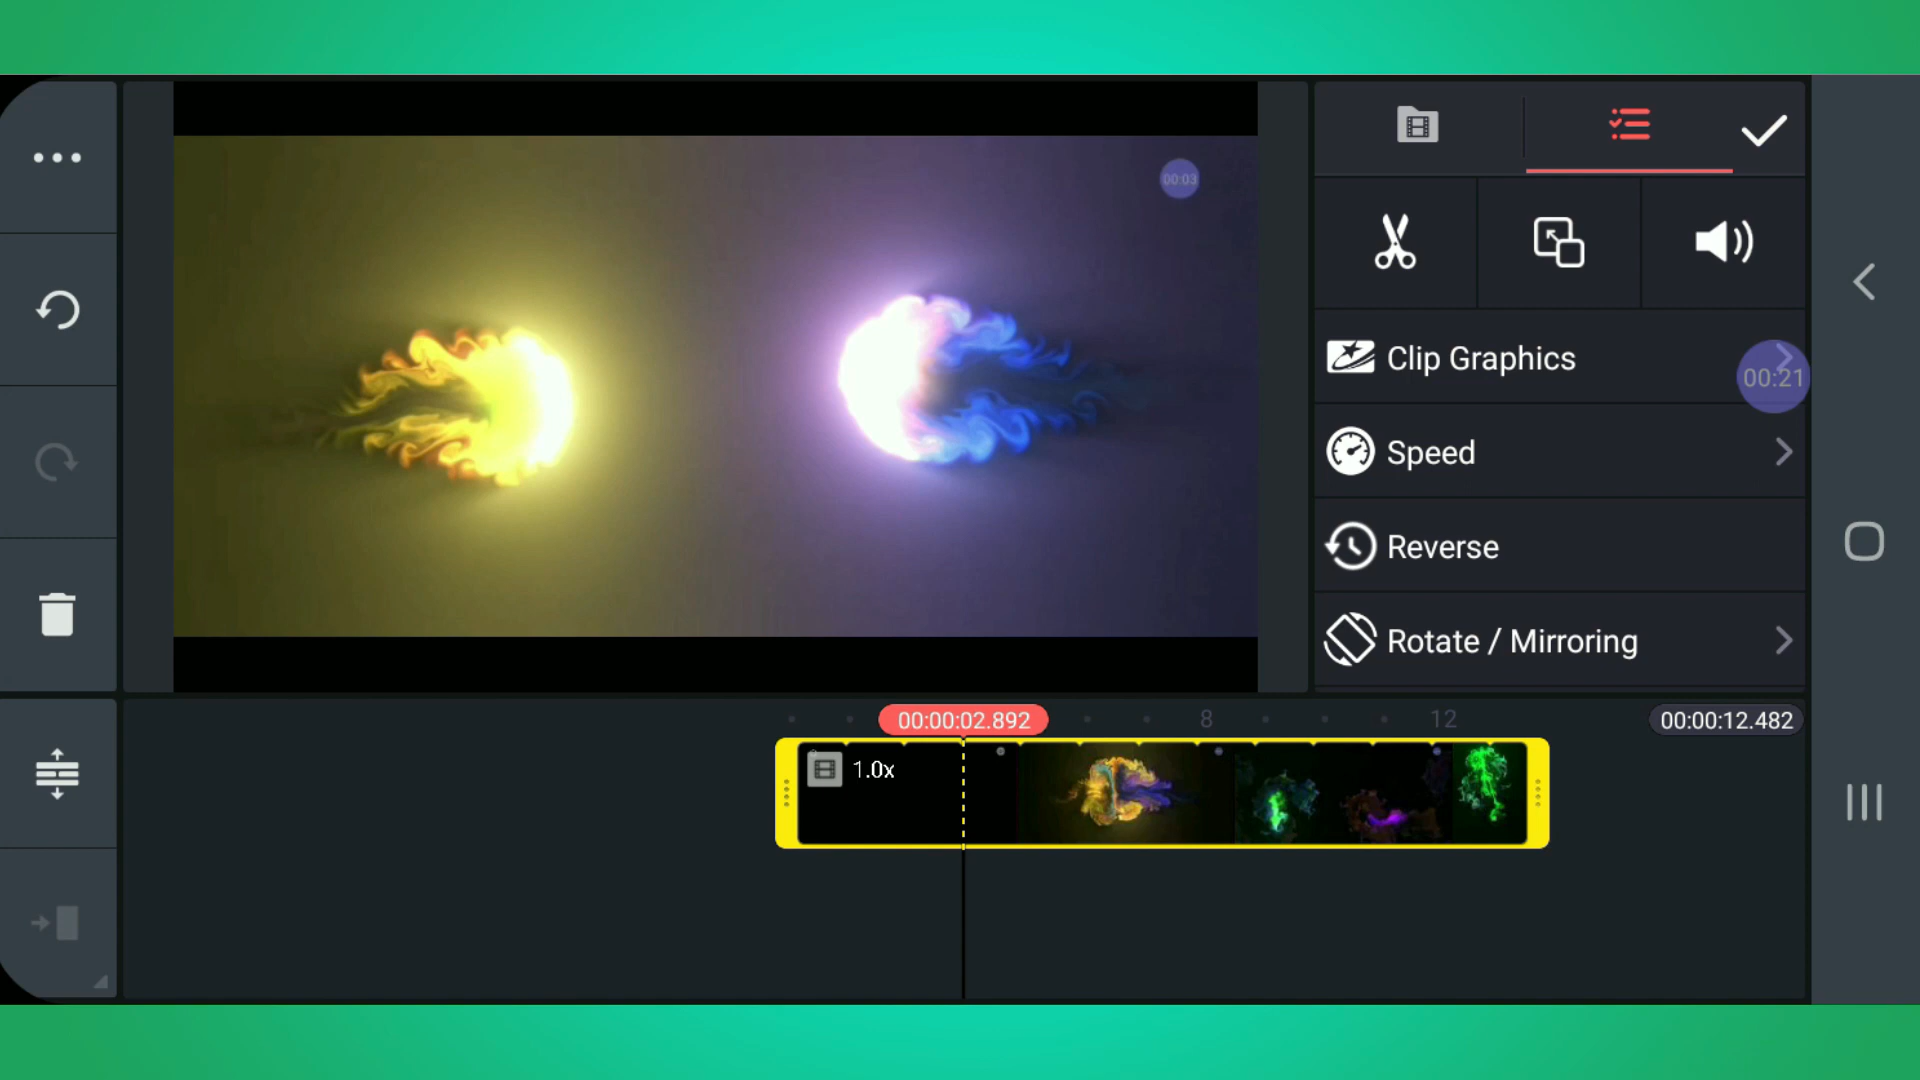 00:03
Clip Graphics
00:21
Speed
Reverse
Rotate / Mirroring
00:00:02.892
8
12
00:00:12.482
1.0x